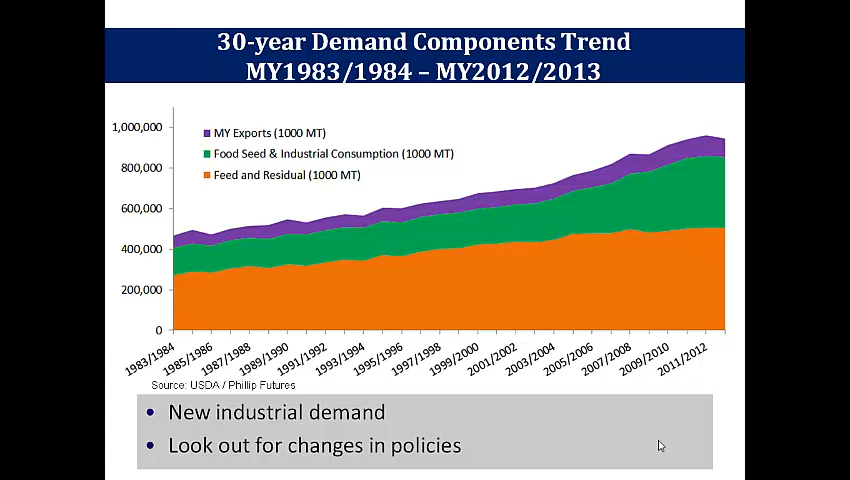 30-year Demand Components Trend
MY1983/1984 – MY2012/2013
1,000,000
800,000
600,000
400,000
200,000
0
MY Exports (1000 MT)
Food Seed & Industrial Consumption (1000 MT)
Feed and Residual (1000 MT)
1983/1984
1985/1986
1987/1988
1989/1990
1991/1992
1993/1994
1995/1996
1997/1998
1999/2000
2001/2002
2003/2004
2005/2006
2007/2008
2009/2010
2011/2012
Source: USDA / Phillip Futures
• New industrial demand
• Look out for changes in policies